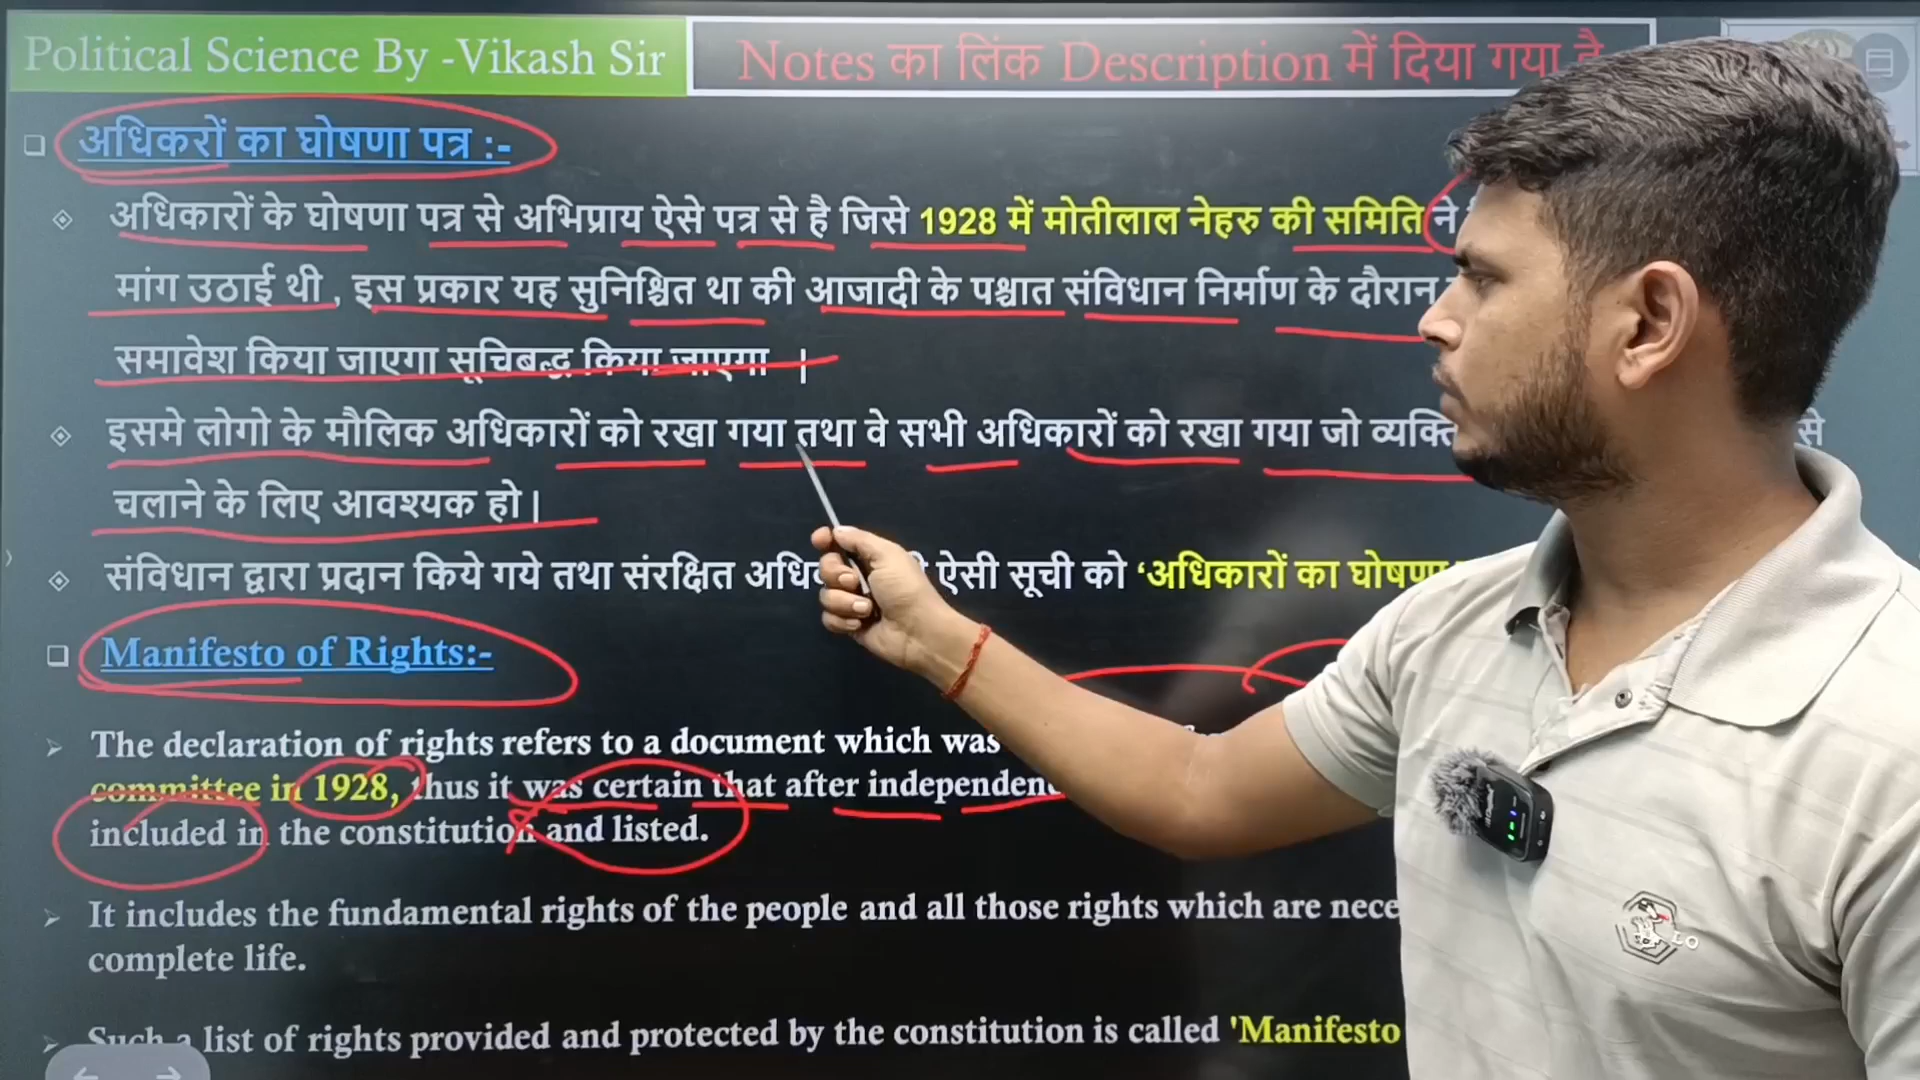 Political Science By -Vikash Sir
Notes का लिंक Description में दिया गया है
अधिकरों का घोषणा पत्र :-
अधिकारों के घोषणा पत्र से अभिप्राय ऐसे पत्र से है जिसे 1928 में मोतीलाल नेहरु की समिति ने
मांग उठाई थी , इस प्रकार यह सुनिश्चित था की आजादी के पश्चात संविधान निर्माण के दौरान
समावेश किया जाएगा सूचिबद्ध किया जाएगा |
इसमे लोगो के मौलिक अधिकारों को रखा गया तथा वे सभी अधिकारों को रखा गया जो व्यक्ति से
चलाने के लिए आवश्यक हो |
संविधान द्वारा प्रदान किये गये तथा संरक्षित ऐसी सूची को ‘अधिकारों का घोषणा
Manifesto of Rights:-
The declaration of rights refers to a document which was
committee in 1928, thus it was certain that after
included in the constitution and listed.
It includes the fundamental rights of the people and all those rights which are
complete life.
Such a list of rights provided and protected by the constitution is called 'Manifesto
LO